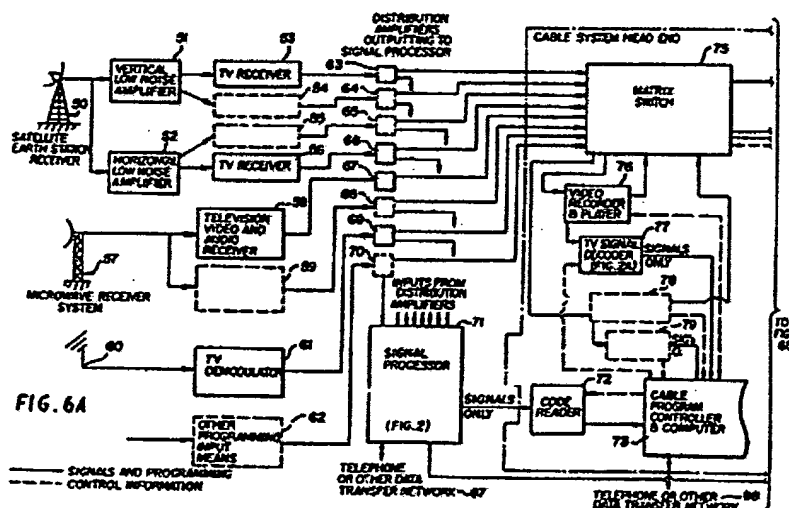 DISTRIBUTION
AMPLIFIERS
OUTPUTTING TO
SIGNAL PROCESSOR
CABLE SYSTEM HEAD END
75
MATRIX
SWITCH
51
VERTICAL
LOW NOISE
AMPLIFIER
53
TV RECEIVER
63
54
64
50
SATELLITE
EARTH STATION
RECEIVER
55
65
52
HORIZONTAL
LOW NOISE
AMPLIFIER
56
TV RECEIVER
66
67
58
TELEVISION
VIDEO AND
AUDIO
RECEIVER
68
69
70
57
MICROWAVE RECEIVER
SYSTEM
59
76
VIDEO
RECORDER
& PLAYER
77
TV SIGNAL
DECODER
(FIG. 2A)
SIGNALS
ONLY
78
79
INPUTS FROM
DISTRIBUTION
AMPLIFIERS
71
SIGNAL
PROCESSOR
(FIG. 2)
SIGNALS
ONLY
72
CODE
READER
CABLE
PROGRAM
CONTROLLER
& COMPUTER
73
60
TV
DEMODULATOR
61
FIG. 6A
62
OTHER
PROGRAMMING
INPUT
MEANS
SIGNALS AND PROGRAMMING
CONTROL INFORMATION
TELEPHONE
OR OTHER DATA
TRANSFER NETWORK
TELEPHONE OR OTHER
DATA TRANSFER
NETWORK
TO